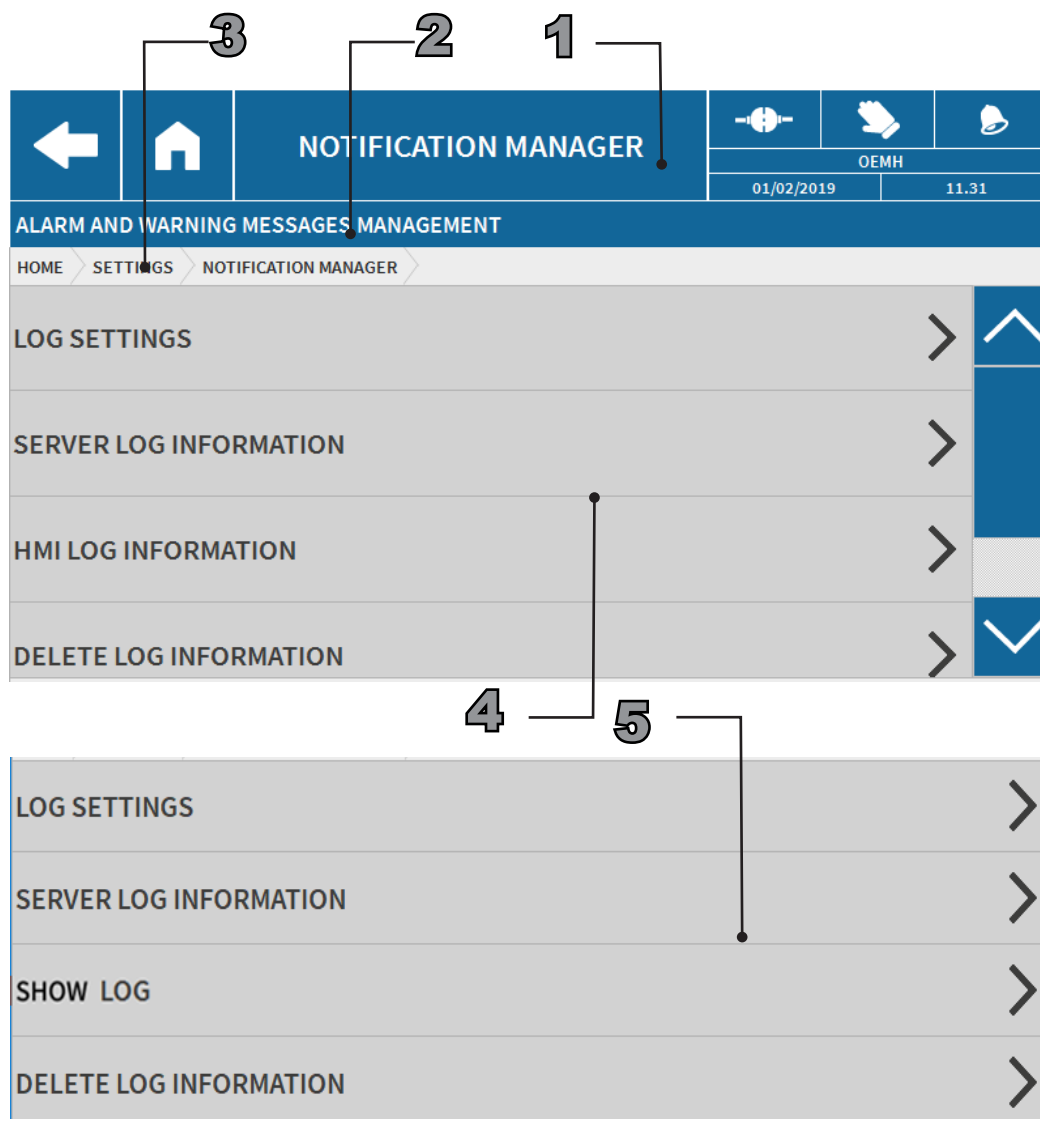 3 2 1
NOTIFICATION MANAGER
OEMH
01/02/2019 11.31
ALARM AND WARNING MESSAGES MANAGEMENT
HOME SETTINGS NOTIFICATION MANAGER
LOG SETTINGS
SERVER LOG INFORMATION
HMI LOG INFORMATION
DELETE LOG INFORMATION
4 5
LOG SETTINGS
SERVER LOG INFORMATION
SHOW LOG
DELETE LOG INFORMATION